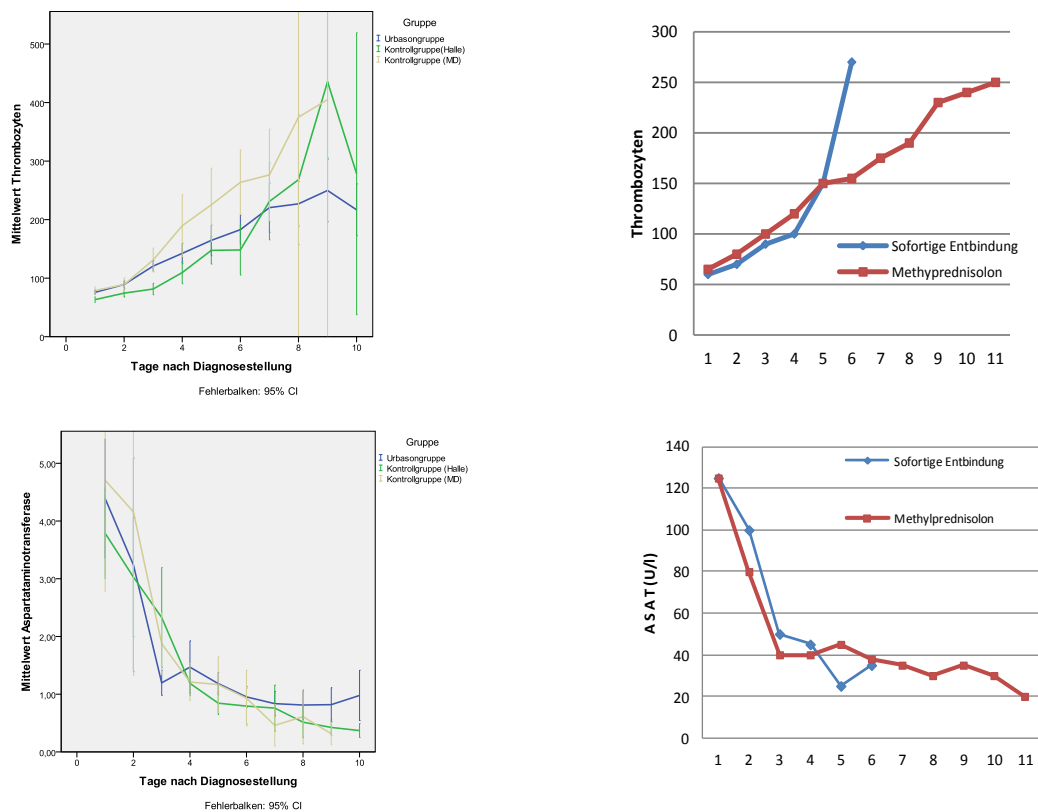 Gruppe
Urbasongruppe
Kontrollgruppe(Halle)
Kontrollgruppe (MD)
Mittelwert Thrombozyten
500
400
300
200
100
0
0 2 4 6 8 10
Tage nach Diagnosestellung
Fehlerbalken: 95% CI
Thrombozyten
300
250
200
150
100
50
0
Sofortige Entbindung
Methyprednisolon
1 2 3 4 5 6 7 8 9 10 11
Gruppe
Urbasongruppe
Kontrollgruppe (Halle)
Kontrollgruppe (MD)
Mittelwert Aspartataminotransferase
5,00
4,00
3,00
2,00
1,00
0,00
0 2 4 6 8 10
Tage nach Diagnosestellung
Fehlerbalken: 95% CI
ASAT (U/l)
140
120
100
80
60
40
20
0
Sofortige Entbindung
Methylprednisolon
1 2 3 4 5 6 7 8 9 10 11